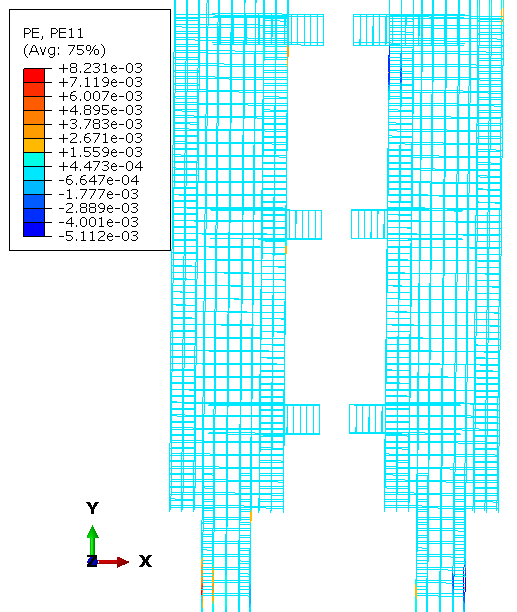 PE, PE11
(Avg: 75%)
+8.231e-03
+7.119e-03
+6.007e-03
+4.895e-03
+3.783e-03
+2.671e-03
+1.559e-03
+4.473e-04
-6.647e-04
-1.777e-03
-2.889e-03
-4.001e-03
-5.112e-03
Y
Z
X